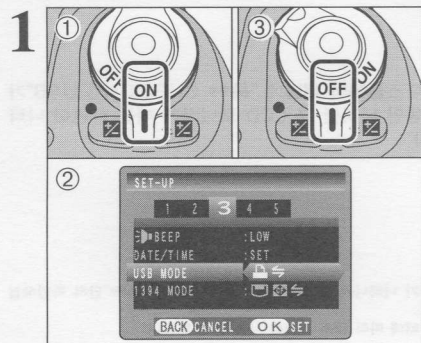 1
① ③
OFF ON OFF ON
②
SET-UP
1 2 3 4 5
BEEP :LOW
DATE/TIME :SET
USB MODE :
1394 MODE :
BACK CANCEL OK SET